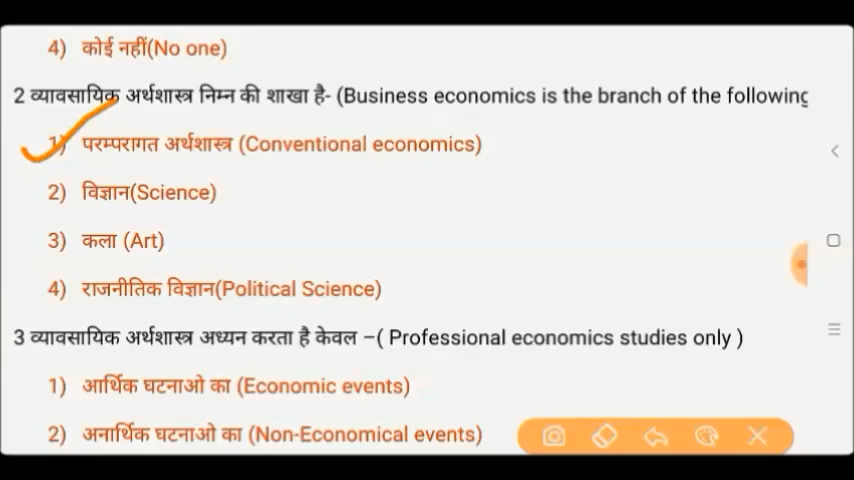 4) कोई नहीं(No one)
2 व्यावसायिक अर्थशास्त्र निम्न की शाखा है- (Business economics is the branch of the following
1) परम्परागत अर्थशास्त्र (Conventional economics)
2) विज्ञान(Science)
3) कला (Art)
4) राजनीतिक विज्ञान(Political Science)
3 व्यावसायिक अर्थशास्त्र अध्यन करता है केवल –( Professional economics studies only )
1) आर्थिक घटनाओ का (Economic events)
2) अनार्थिक घटनाओ का (Non-Economical events)